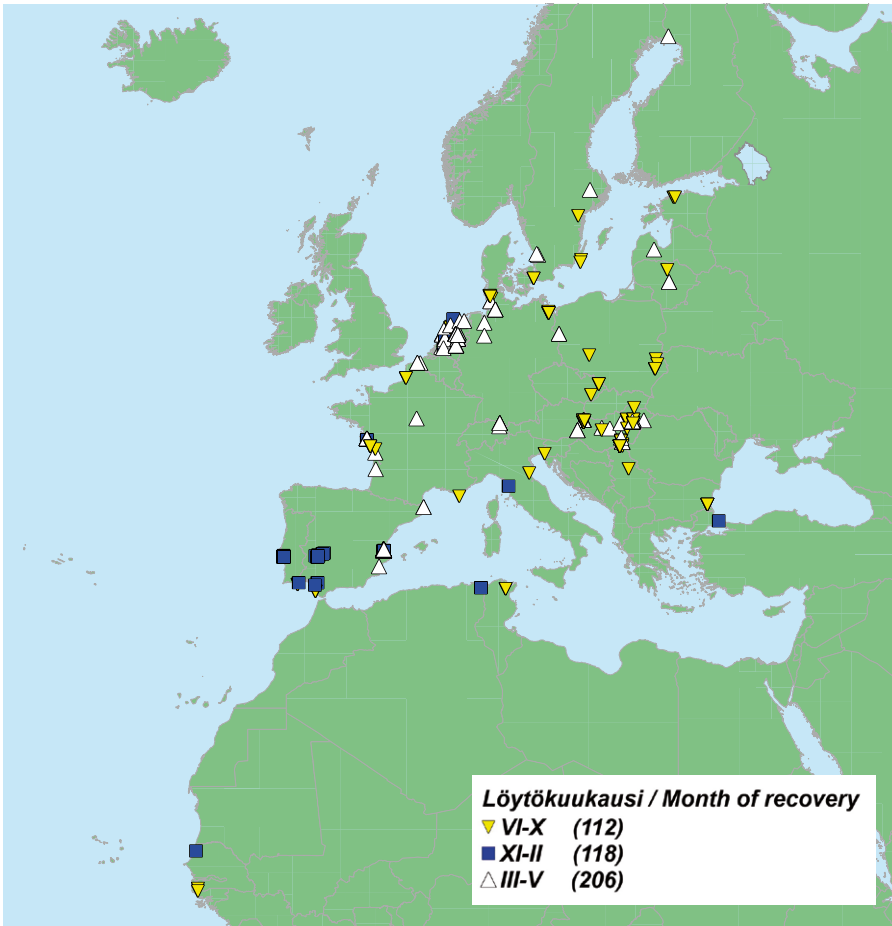 Löytökuukausi / Month of recovery
VI-X (112)
XI-II (118)
III-V (206)